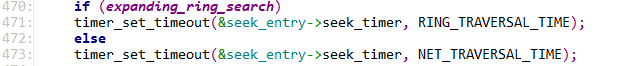 470: if (expanding_ring_search)
471: timer_set_timeout(&seek_entry->seek_timer, RING_TRAVERSAL_TIME);
472: else
473: timer_set_timeout(&seek_entry->seek_timer, NET_TRAVERSAL_TIME);